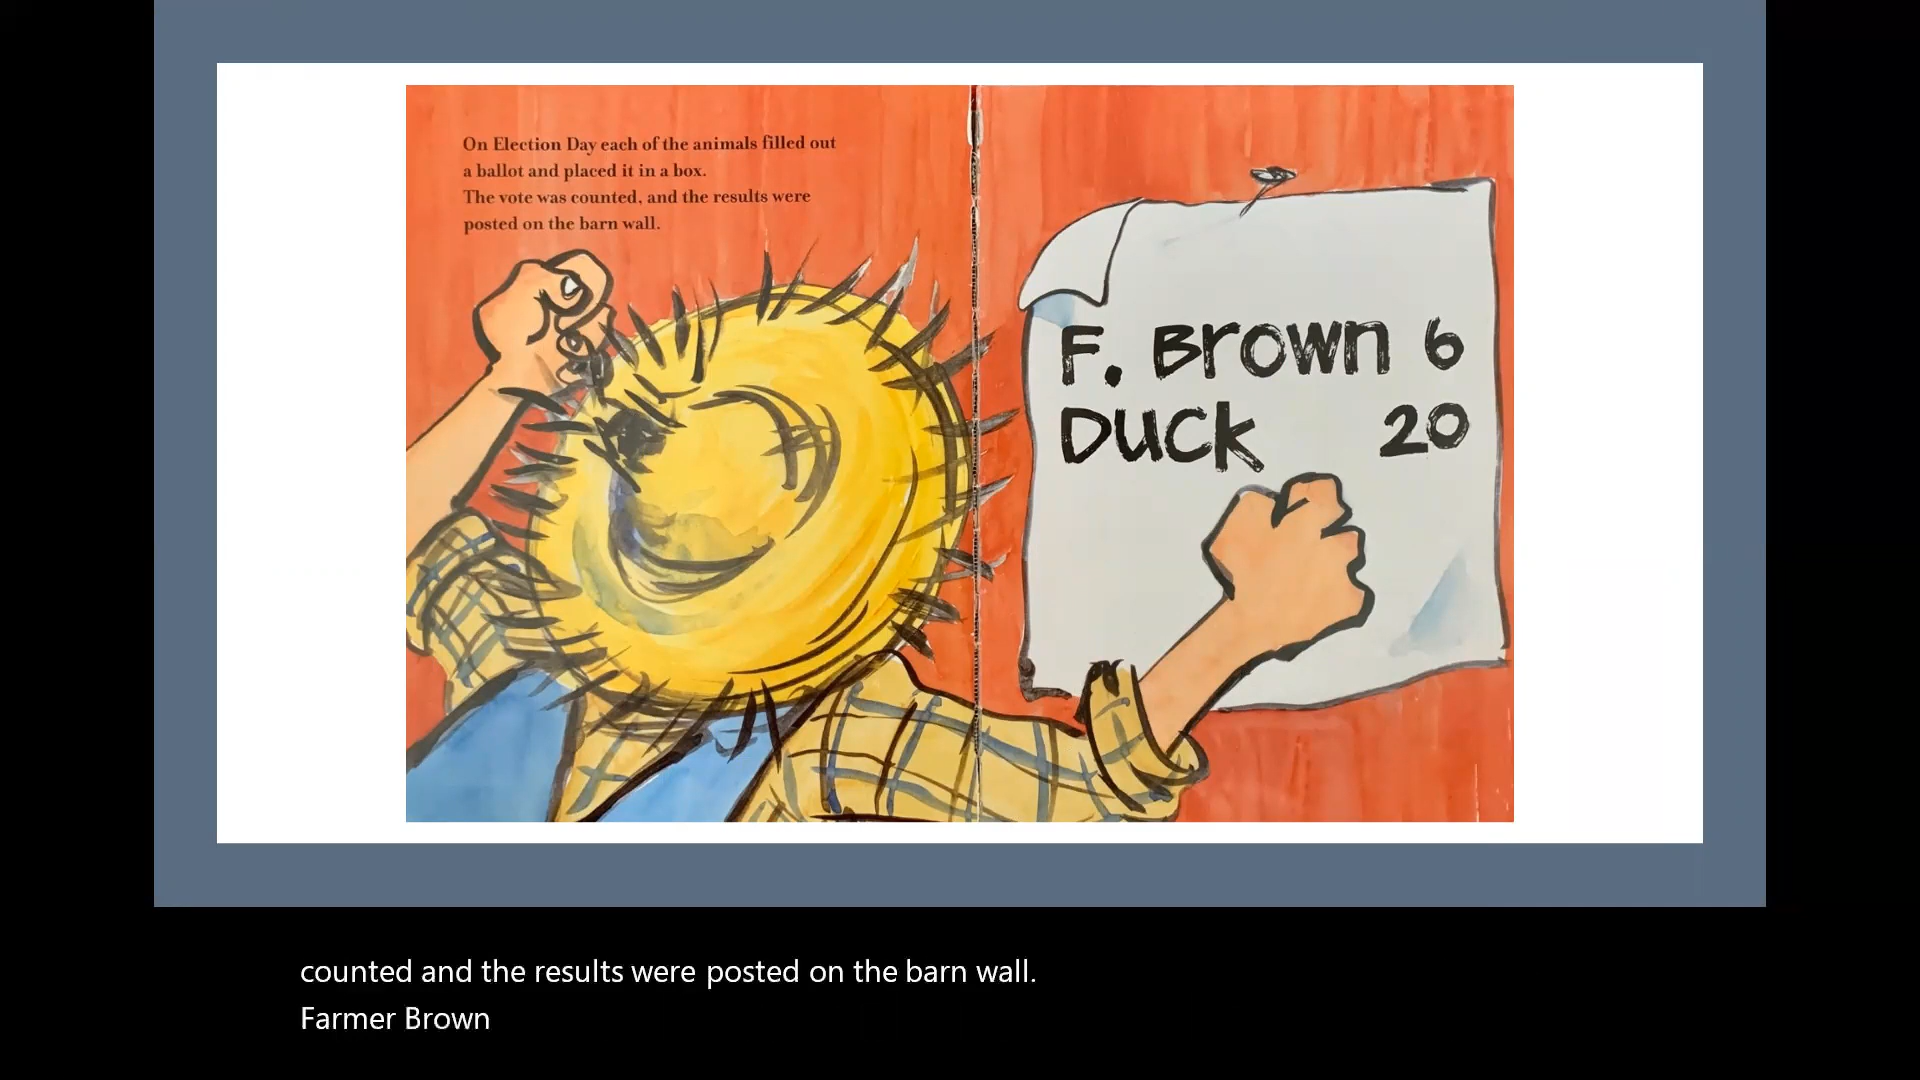 On Election Day each of the animals filled out
a ballot and placed it in a box.
The vote was counted, and the results were
posted on the barn wall.
F. Brown 6
Duck 20
counted and the results were posted on the barn wall.
Farmer Brown